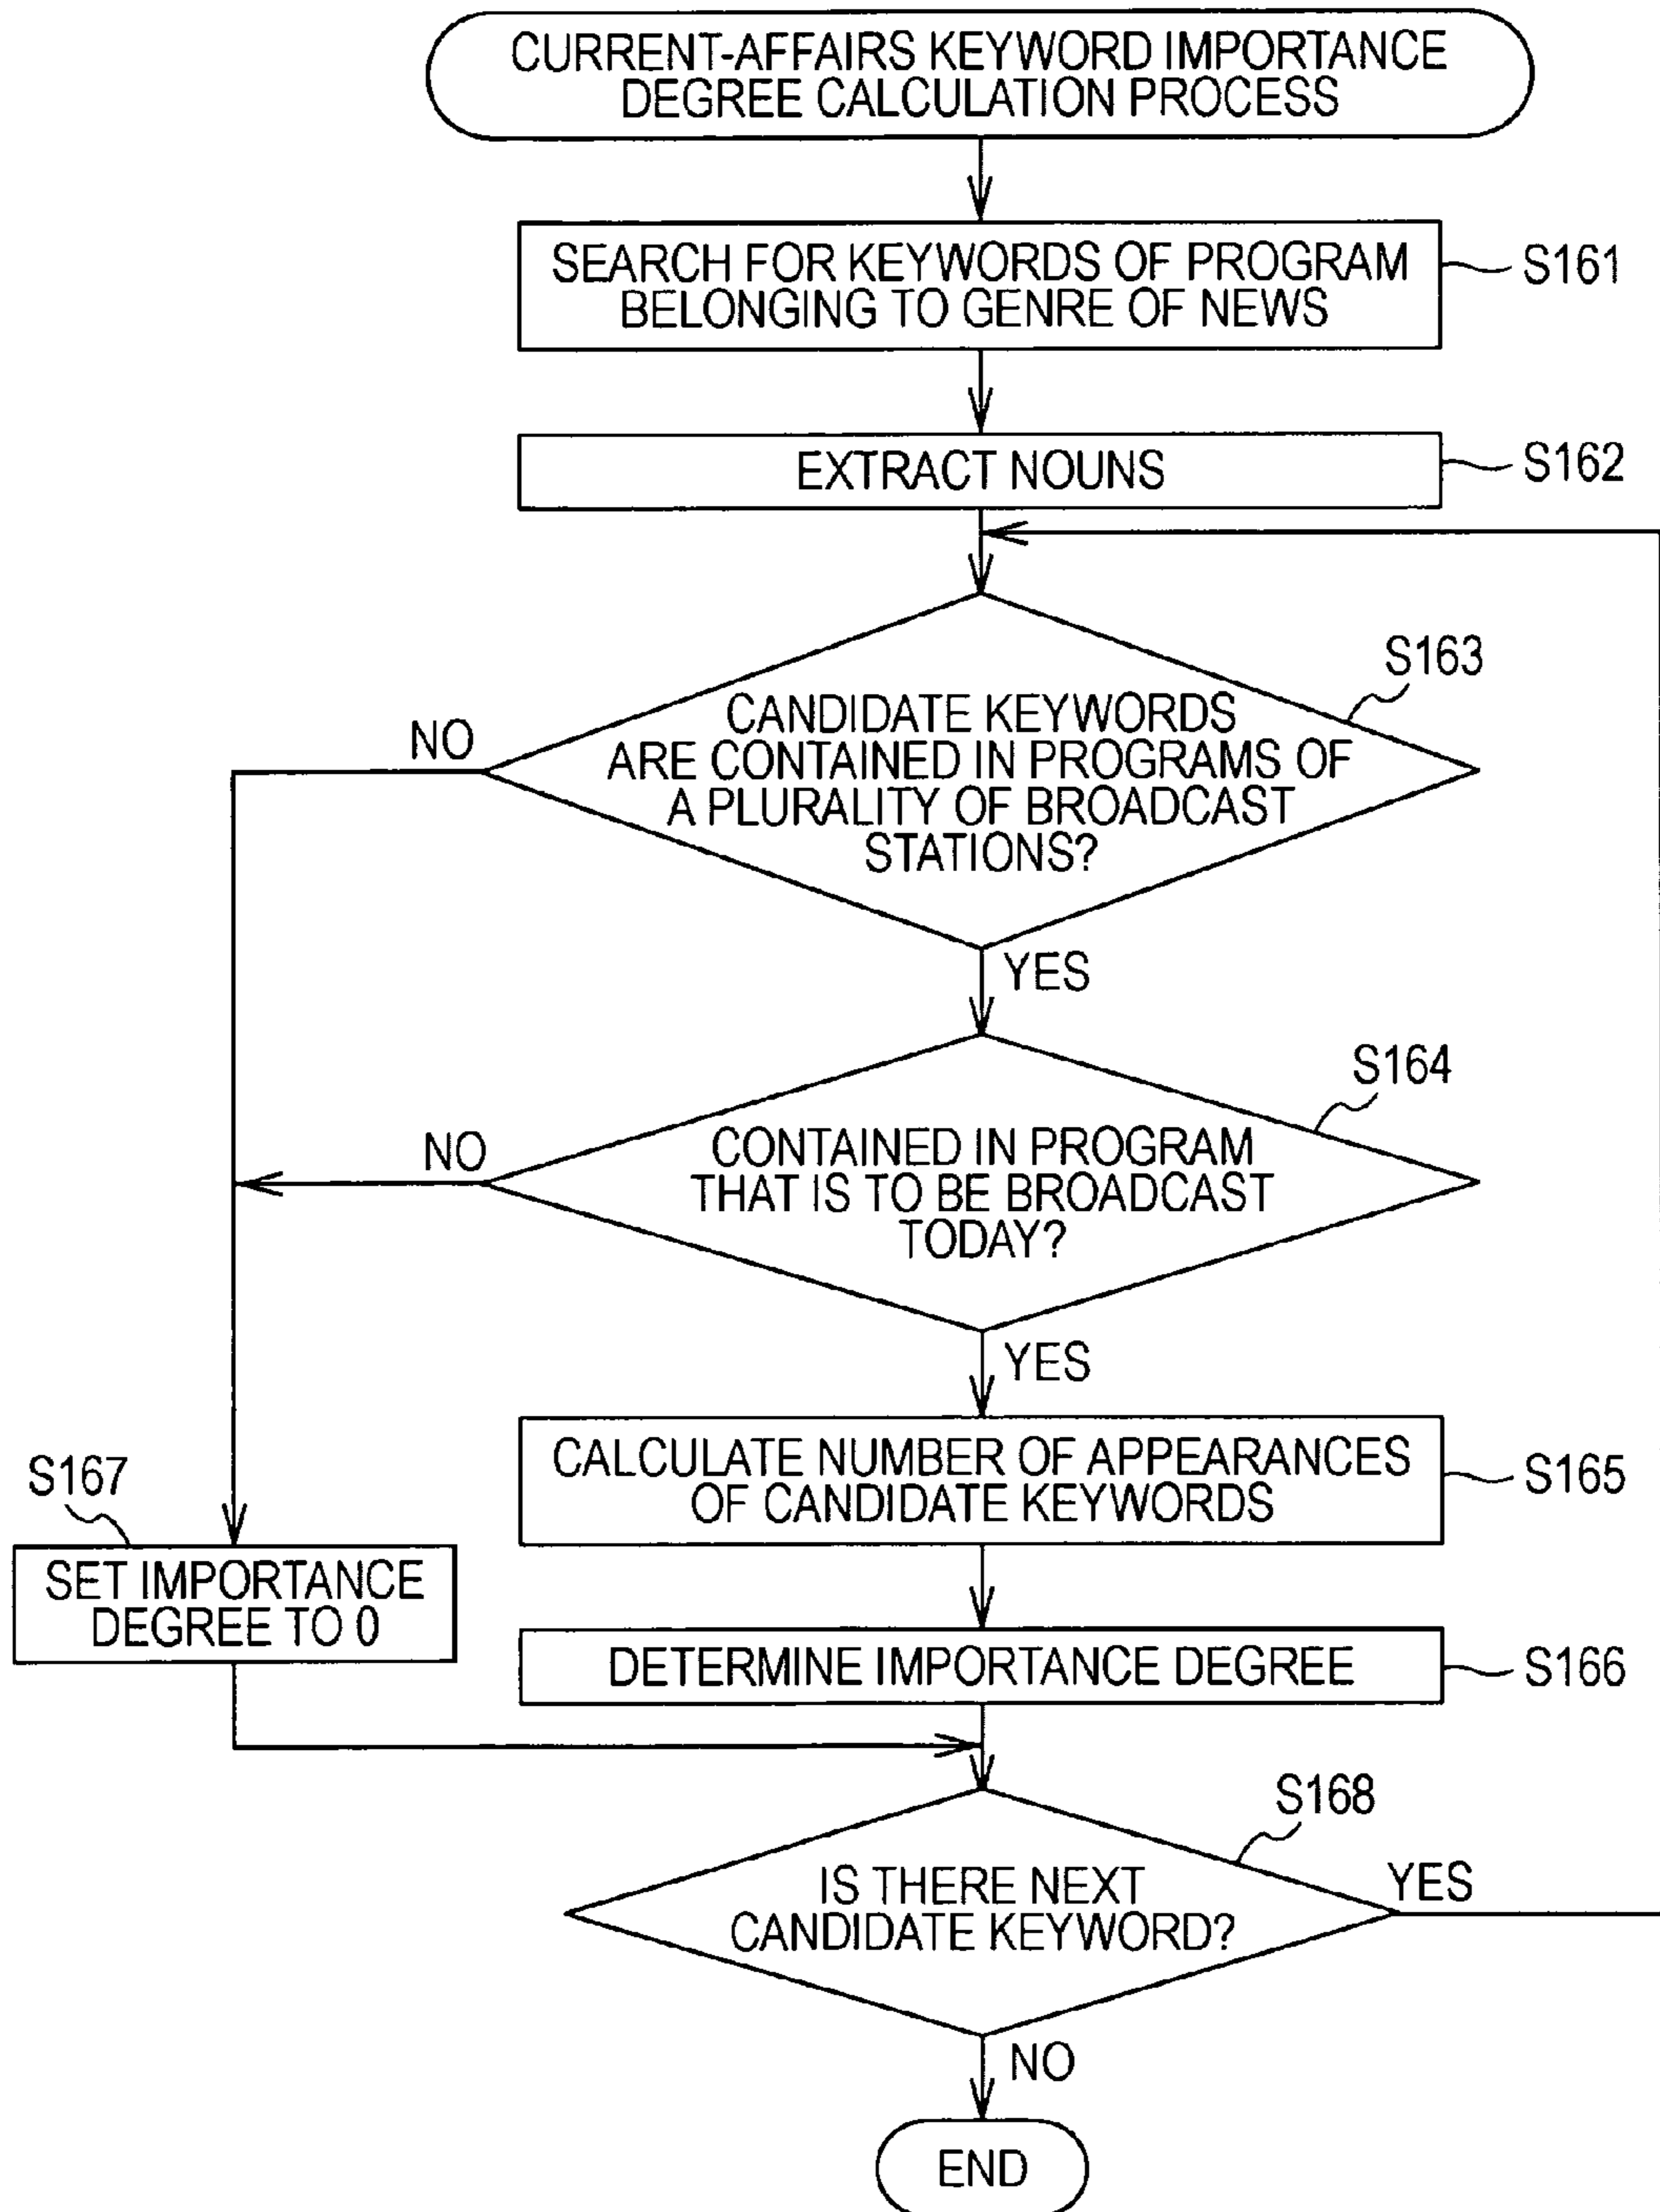 CURRENT-AFFAIRS KEYWORD IMPORTANCE
DEGREE CALCULATION PROCESS
SEARCH FOR KEYWORDS OF PROGRAM
BELONGING TO GENRE OF NEWS
S161
EXTRACT NOUNS
S162
S163
CANDIDATE KEYWORDS
ARE CONTAINED IN PROGRAMS OF
A PLURALITY OF BROADCAST
STATIONS?
NO
YES
S164
CONTAINED IN PROGRAM
THAT IS TO BE BROADCAST
TODAY?
NO
YES
CALCULATE NUMBER OF APPEARANCES
OF CANDIDATE KEYWORDS
S165
S167
SET IMPORTANCE
DEGREE TO 0
DETERMINE IMPORTANCE DEGREE
S166
S168
IS THERE NEXT
CANDIDATE KEYWORD?
YES
NO
END